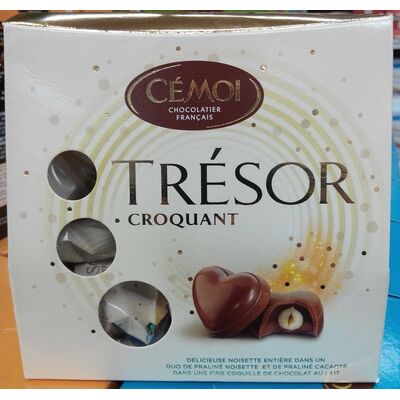 CÉMOI
CHOCOLATIER
FRANÇAIS
TRÉSOR
CROQUANT
DÉLICIEUSE NOISETTE ENTIÈRE DANS UN
DUO DE PRALINÉ NOISETTE ET DE PRALINÉ CACAOTÉ
DANS UNE FINE COQUILLE DE CHOCOLAT AU LAIT